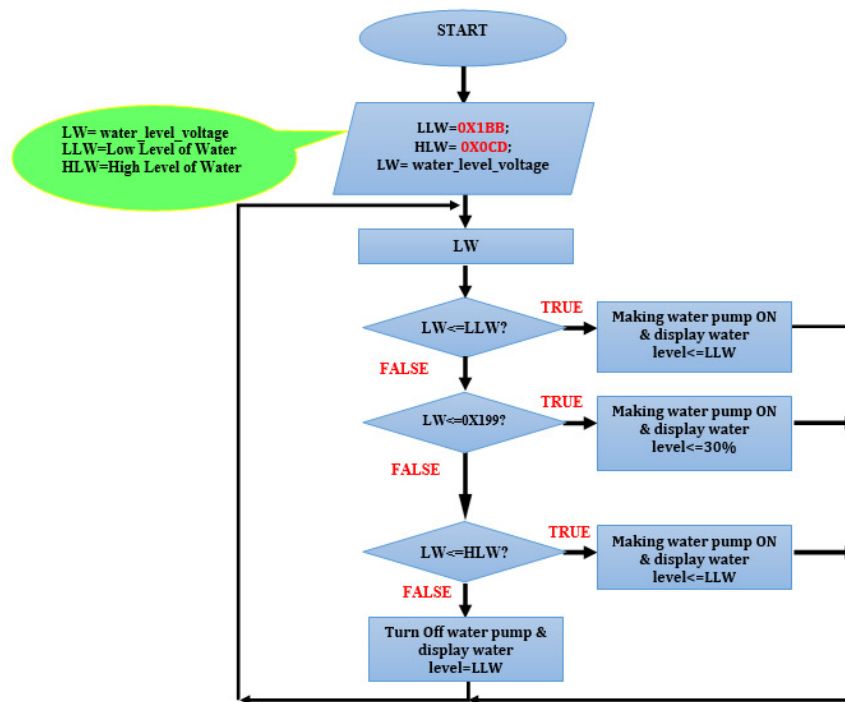 START
LW= water_level_voltage
LLW=Low Level of Water
HLW=High Level of Water
LLW=0X1BB;
HLW= 0X0CD;
LW= water_level_voltage
LW
LW<=LLW?
TRUE
Making water pump ON
& display water
level<=LLW
FALSE
LW<=0X199?
TRUE
Making water pump ON
& display water
level<=30%
FALSE
LW<=HLW?
TRUE
Making water pump ON
& display water
level<=LLW
FALSE
Turn Off water pump &
display water
level=LLW